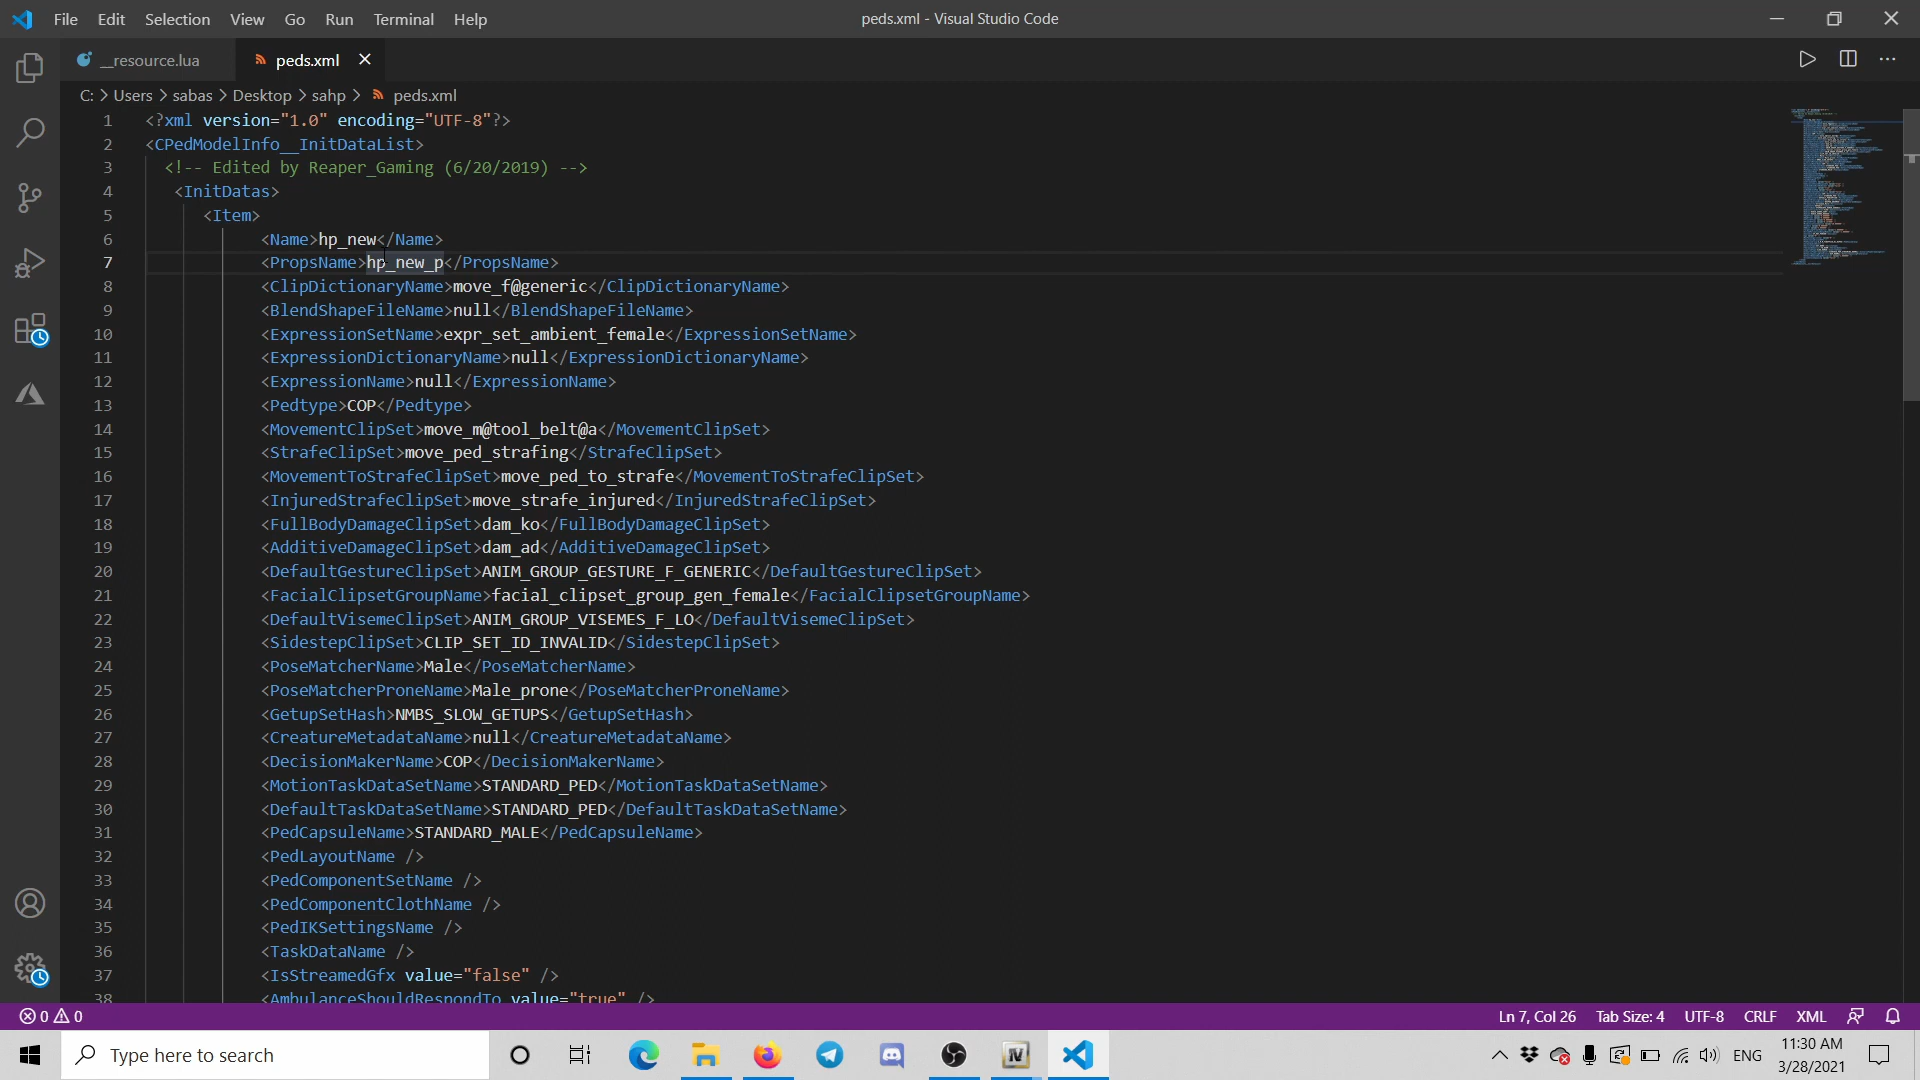 File Edit Selection View Go Run Terminal Help
peds.xml - Visual Studio Code
__resource.lua
peds.xml
C: > Users > sabas > Desktop > sahp > peds.xml
1 <?xml version="1.0" encoding="UTF-8"?>
2 <CPedModelInfo__InitDataList>
3 <!-- Edited by Reaper_Gaming (6/20/2019) -->
4 <InitDatas>
5 <Item>
6 <Name>hp_new</Name>
7 <PropsName>hp_new_p</PropsName>
8 <ClipDictionaryName>move_f@generic</ClipDictionaryName>
9 <BlendShapeFileName>null</BlendShapeFileName>
10 <ExpressionSetName>expr_set_ambient_female</ExpressionSetName>
11 <ExpressionDictionaryName>null</ExpressionDictionaryName>
12 <ExpressionName>null</ExpressionName>
13 <Pedtype>COP</Pedtype>
14 <MovementClipSet>move_m@tool_belt@a</MovementClipSet>
15 <StrafeClipSet>move_ped_strafing</StrafeClipSet>
16 <MovementToStrafeClipSet>move_ped_to_strafe</MovementToStrafeClipSet>
17 <InjuredStrafeClipSet>move_strafe_injured</InjuredStrafeClipSet>
18 <FullBodyDamageClipSet>dam_ko</FullBodyDamageClipSet>
19 <AdditiveDamageClipSet>dam_ad</AdditiveDamageClipSet>
20 <DefaultGestureClipSet>ANIM_GROUP_GESTURE_F_GENERIC</DefaultGestureClipSet>
21 <FacialClipsetGroupName>facial_clipset_group_gen_female</FacialClipsetGroupName>
22 <DefaultVisemeClipSet>ANIM_GROUP_VISEMES_F_LO</DefaultVisemeClipSet>
23 <SidestepClipSet>CLIP_SET_ID_INVALID</SidestepClipSet>
24 <PoseMatcherName>Male</PoseMatcherName>
25 <PoseMatcherProneName>Male_prone</PoseMatcherProneName>
26 <GetupSetHash>NMBS_SLOW_GETUPS</GetupSetHash>
27 <CreatureMetadataName>null</CreatureMetadataName>
28 <DecisionMakerName>COP</DecisionMakerName>
29 <MotionTaskDataSetName>STANDARD_PED</MotionTaskDataSetName>
30 <DefaultTaskDataSetName>STANDARD_PED</DefaultTaskDataSetName>
31 <PedCapsuleName>STANDARD_MALE</PedCapsuleName>
32 <PedLayoutName />
33 <PedComponentSetName />
34 <PedComponentClothName />
35 <PedIKSettingsName />
36 <TaskDataName />
37 <IsStreamedGfx value="false" />
38 <AmbulanceShouldRespondTo value="true" />
0 0
Ln 7, Col 26 Tab Size: 4 UTF-8 CRLF XML
Type here to search
ENG
11:30 AM
3/28/2021